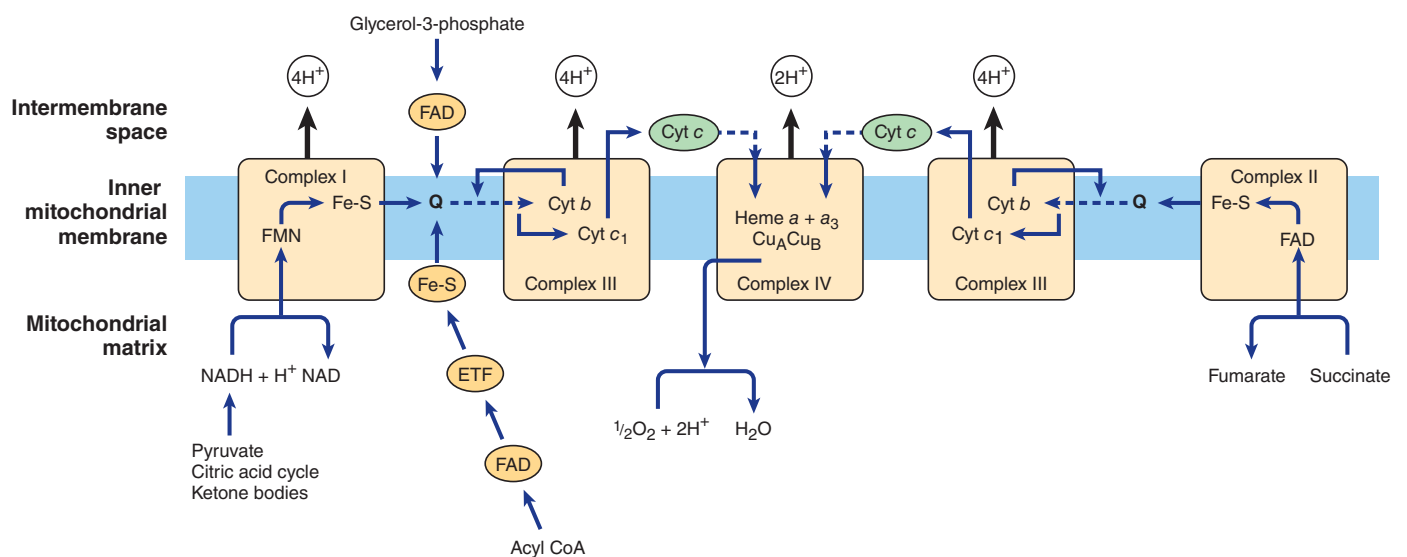 Glycerol-3-phosphate
4H+
4H+
2H+
4H+
Intermembrane
space
FAD
Cyt c
Cyt c
Inner
mitochondrial
membrane
Complex I
Fe-S
FMN
Q
Cyt b
Cyt c1
Complex III
Heme a + a3
CuACuB
Complex IV
Cyt b
Cyt c1
Complex III
Q
Complex II
Fe-S
FAD
Fe-S
Mitochondrial
matrix
NADH + H+ NAD
ETF
Fumarate
Succinate
1/2O2 + 2H+
H2O
Pyruvate
Citric acid cycle
Ketone bodies
FAD
Acyl CoA